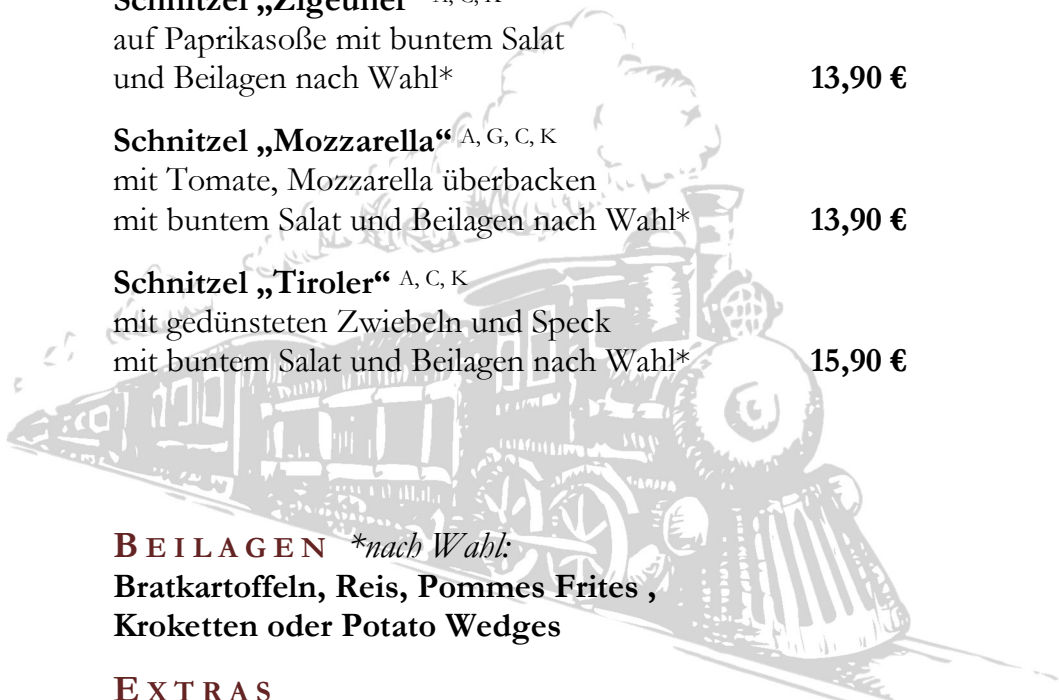 Schnitzel „Zigeuner“ A, C, K
auf Paprikasoße mit buntem Salat
und Beilagen nach Wahl* 13,90 €
Schnitzel „Mozzarella“ A, G, C, K
mit Tomate, Mozzarella überbacken
mit buntem Salat und Beilagen nach Wahl* 13,90 €
Schnitzel „Tiroler“ A, C, K
mit gedünsteten Zwiebeln und Speck
mit buntem Salat und Beilagen nach Wahl* 15,90 €
BEILAGEN *nach Wahl:
Bratkartoffeln, Reis, Pommes Frites ,
Kroketten oder Potato Wedges
EXTRAS